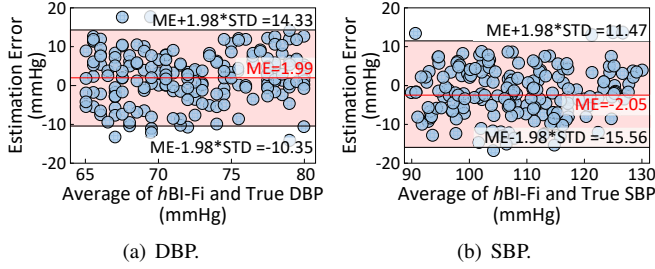 20
10
0
-10
-20
Estimation Error
(mmHg)
ME+1.98*STD =14.33
ME=1.99
ME-1.98*STD =-10.35
65 70 75 80
Average of hBI-Fi and True DBP
(mmHg)
(a) DBP.
20
10
0
-10
-20
Estimation Error
(mmHg)
ME+1.98*STD =11.47
ME=-2.05
ME-1.98*STD =-15.56
90 100 110 120 130
Average of hBI-Fi and True SBP
(mmHg)
(b) SBP.